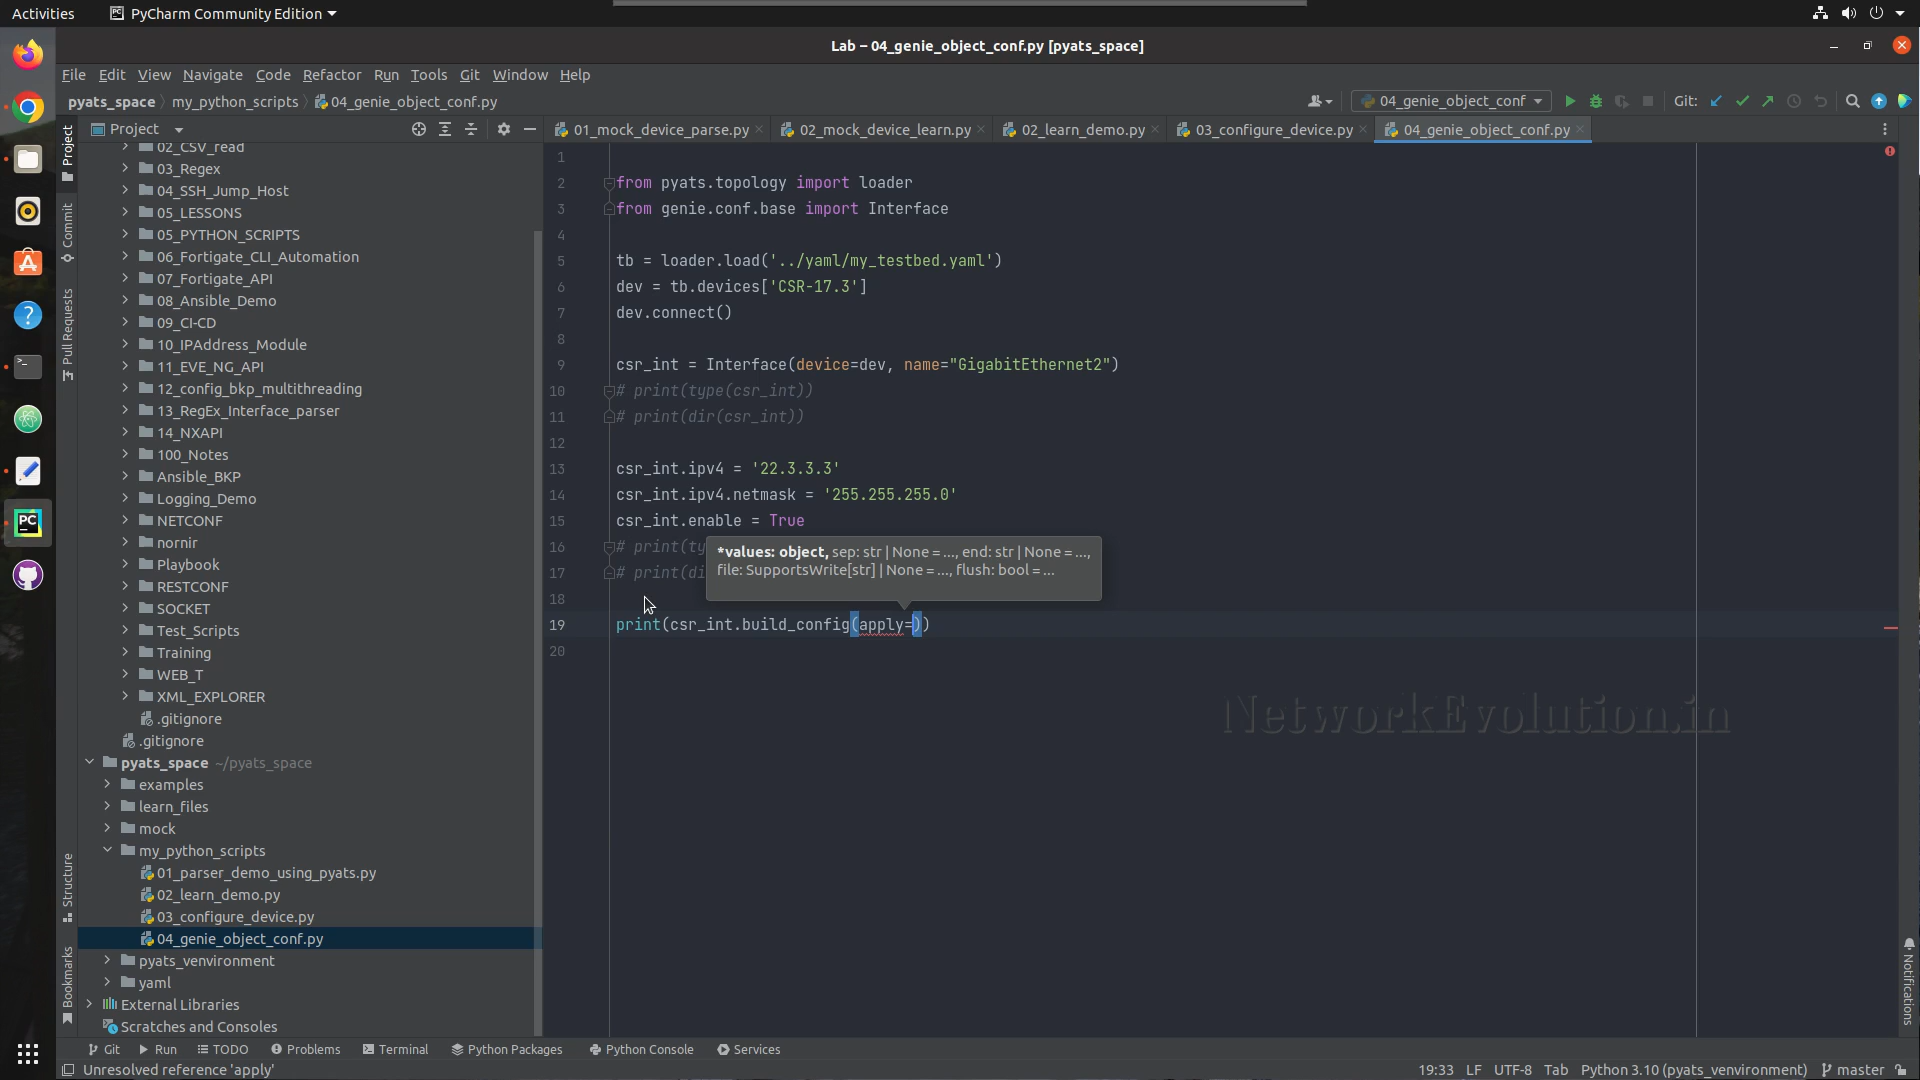 Activities
PyCharm Community Edition
Lab – 04_genie_object_conf.py [pyats_space]
File Edit View Navigate Code Refactor Run Tools Git Window Help
pyats_space my_python_scripts 04_genie_object_conf.py
04_genie_object_conf
Git:
Project
01_mock_device_parse.py
02_mock_device_learn.py
02_learn_demo.py
03_configure_device.py
04_genie_object_conf.py
Project
Commit
Pull Requests
Structure
Bookmarks
Notifications
02_CSV_read
03_Regex
04_SSH_Jump_Host
05_LESSONS
05_PYTHON_SCRIPTS
06_Fortigate_CLI_Automation
07_Fortigate_API
08_Ansible_Demo
09_CI-CD
10_IPAddress_Module
11_EVE_NG_API
12_config_bkp_multithreading
13_RegEx_Interface_parser
14_NXAPI
100_Notes
Ansible_BKP
Logging_Demo
NETCONF
nornir
Playbook
RESTCONF
SOCKET
Test_Scripts
Training
WEB_T
XML_EXPLORER
.gitignore
.gitignore
pyats_space ~/pyats_space
examples
learn_files
mock
my_python_scripts
01_parser_demo_using_pyats.py
02_learn_demo.py
03_configure_device.py
04_genie_object_conf.py
pyats_venvironment
yaml
External Libraries
Scratches and Consoles
1
2 from pyats.topology import loader
3 from genie.conf.base import Interface
4
5 tb = loader.load('../yaml/my_testbed.yaml')
6 dev = tb.devices['CSR-17.3']
7 dev.connect()
8
9 csr_int = Interface(device=dev, name="GigabitEthernet2")
10 # print(type(csr_int))
11 # print(dir(csr_int))
12
13 csr_int.ipv4 = '22.3.3.3'
14 csr_int.ipv4.netmask = '255.255.255.0'
15 csr_int.enable = True
16 # print(ty
17 # print(di
18
19 print(csr_int.build_config(apply=))
20
*values: object, sep: str | None = ..., end: str | None = ...,
file: SupportsWrite[str] | None = ..., flush: bool = ...
NetworkEvolution.in
Git Run TODO Problems Terminal Python Packages Python Console Services
Unresolved reference 'apply'
19:33 LF UTF-8 Tab Python 3.10 (pyats_venvironment) master